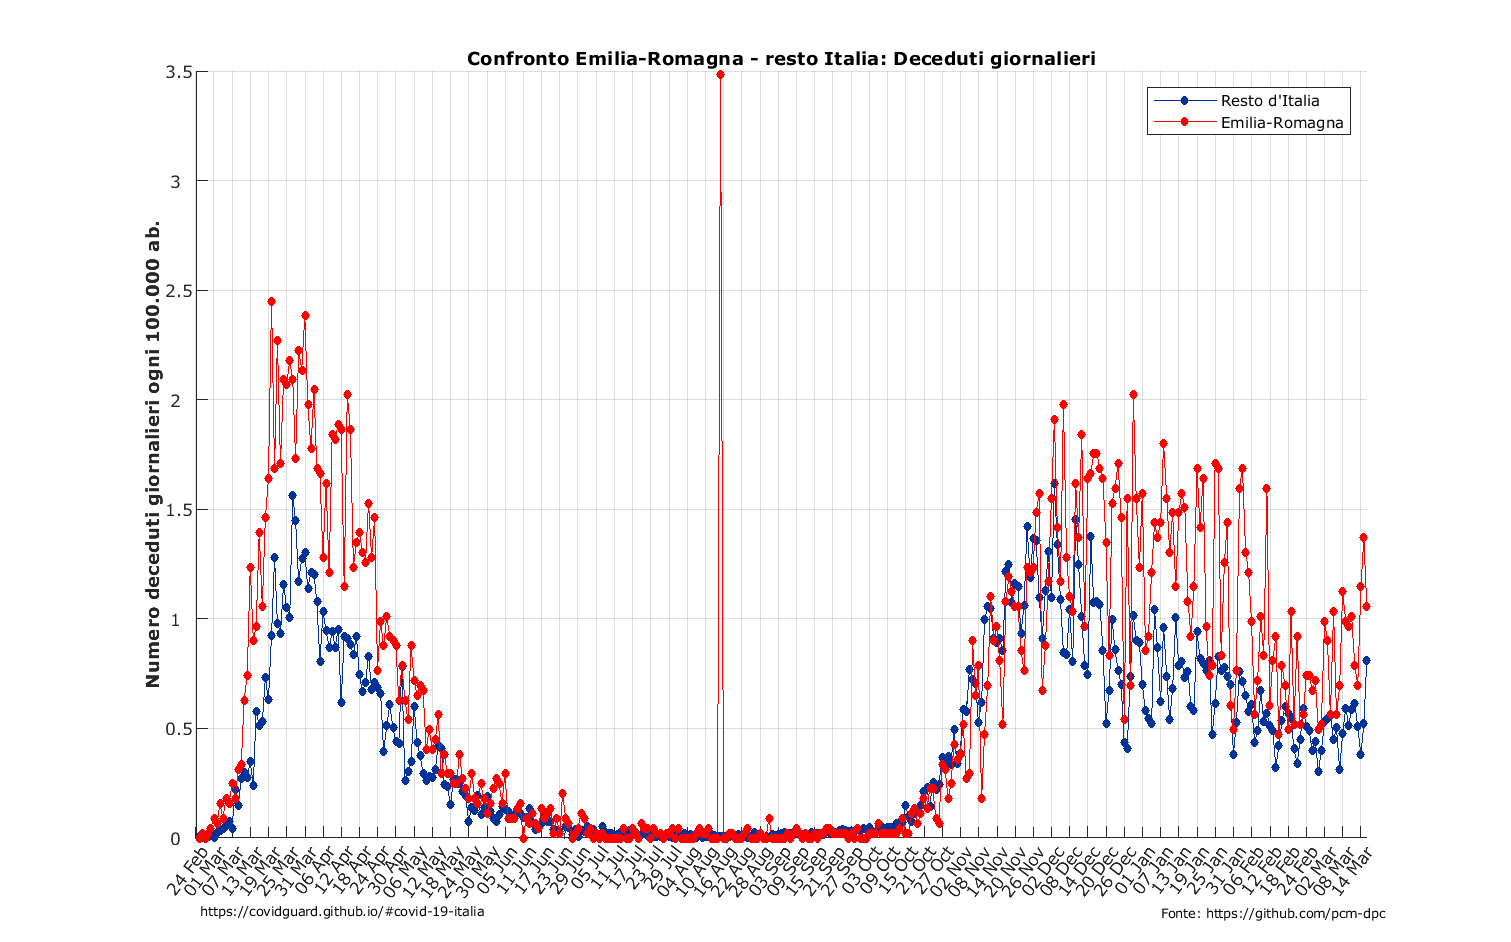 Confronto Emilia-Romagna - resto Italia: Deceduti giornalieri
Resto d'Italia
Emilia-Romagna
Numero deceduti giornalieri ogni 100.000 ab.
3.5
3
2.5
2
1.5
1
0.5
0
24 Feb
01 Mar
07 Mar
13 Mar
19 Mar
25 Mar
31 Mar
06 Apr
12 Apr
18 Apr
24 Apr
30 Apr
06 May
12 May
18 May
24 May
30 May
05 Jun
11 Jun
17 Jun
23 Jun
29 Jun
05 Jul
11 Jul
17 Jul
23 Jul
29 Jul
04 Aug
10 Aug
16 Aug
22 Aug
28 Aug
03 Sep
09 Sep
15 Sep
21 Sep
27 Sep
03 Oct
09 Oct
15 Oct
21 Oct
27 Oct
02 Nov
08 Nov
14 Nov
20 Nov
26 Nov
02 Dec
08 Dec
14 Dec
20 Dec
26 Dec
01 Jan
07 Jan
13 Jan
19 Jan
25 Jan
31 Jan
06 Feb
12 Feb
18 Feb
24 Feb
02 Mar
08 Mar
14 Mar
https://covidguard.github.io/#covid-19-italia
Fonte: https://github.com/pcm-dpc